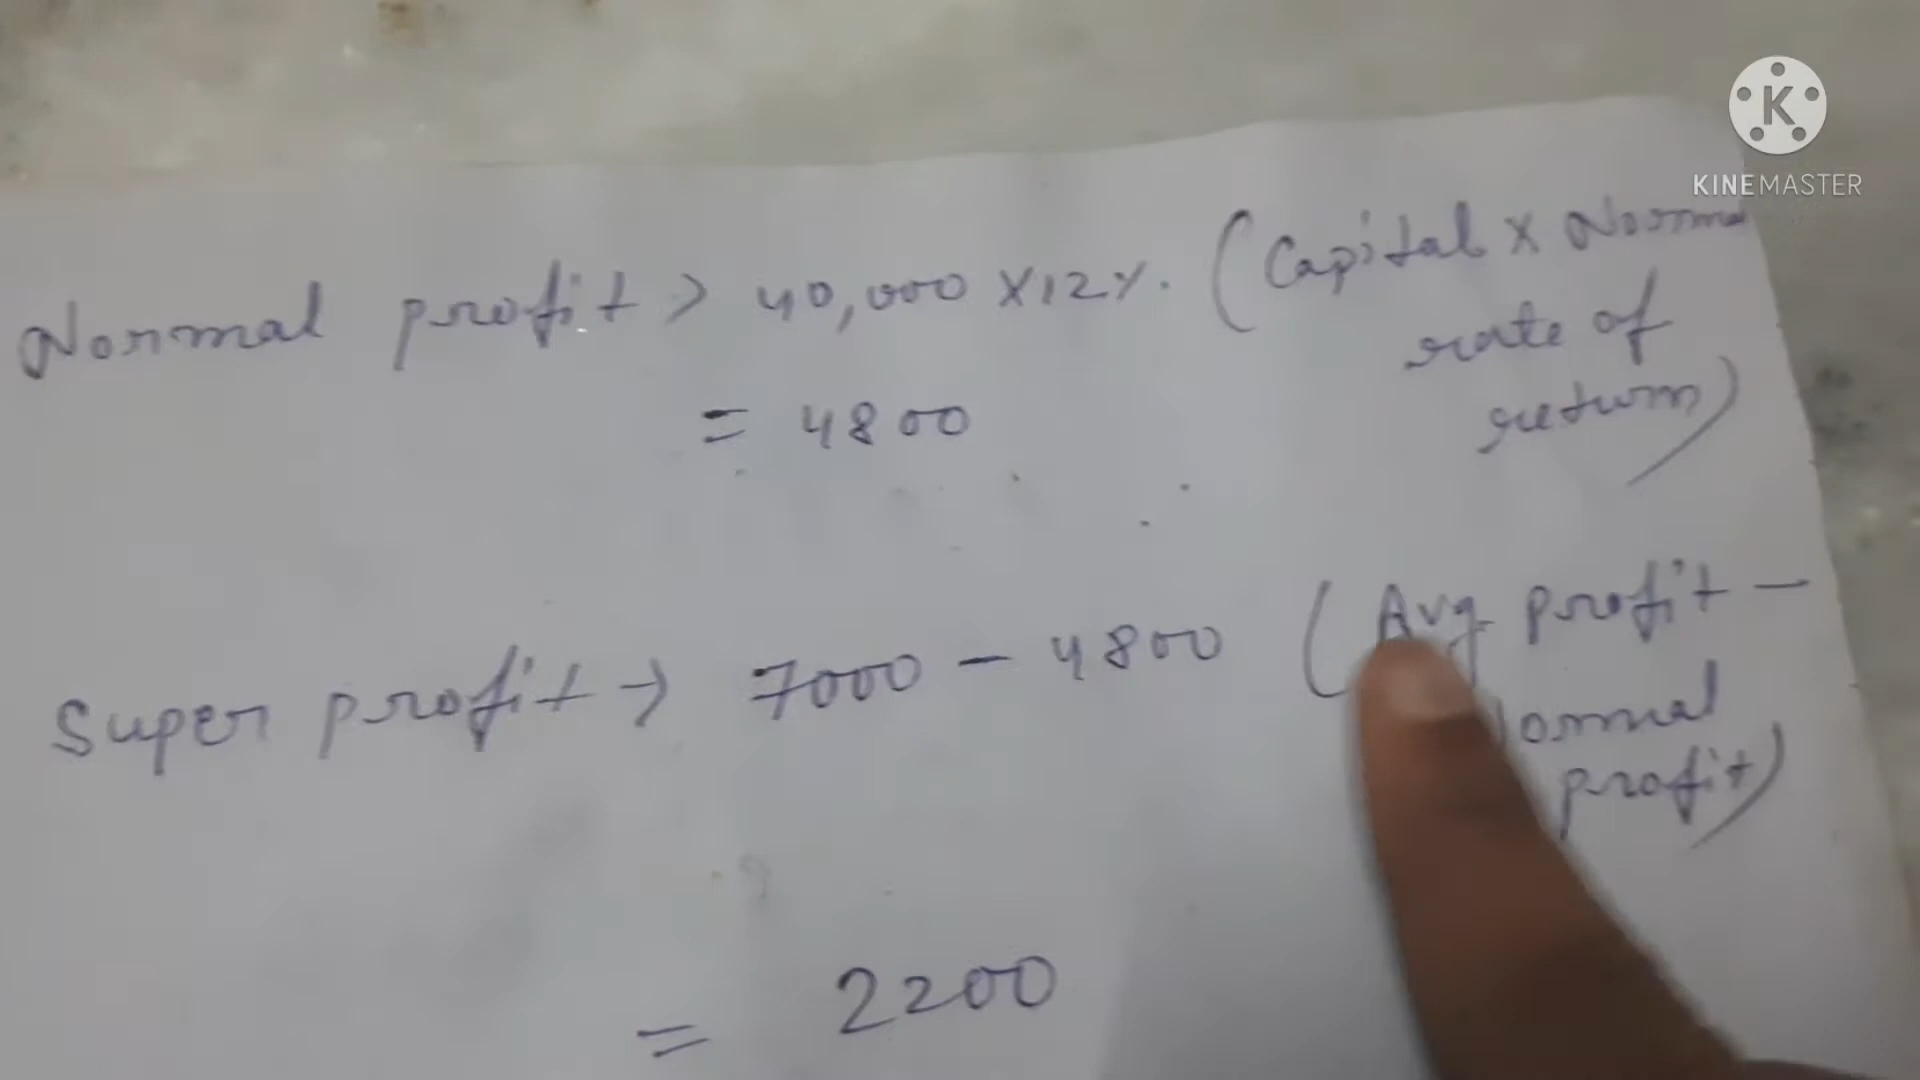 KINEMASTER
Normal profit > 40,000 X12%. (Capital X Normal
rate of
return)
= 4800
Super profit → 7000 - 4800 (Avg profit -
ormal
profit)
= 2200